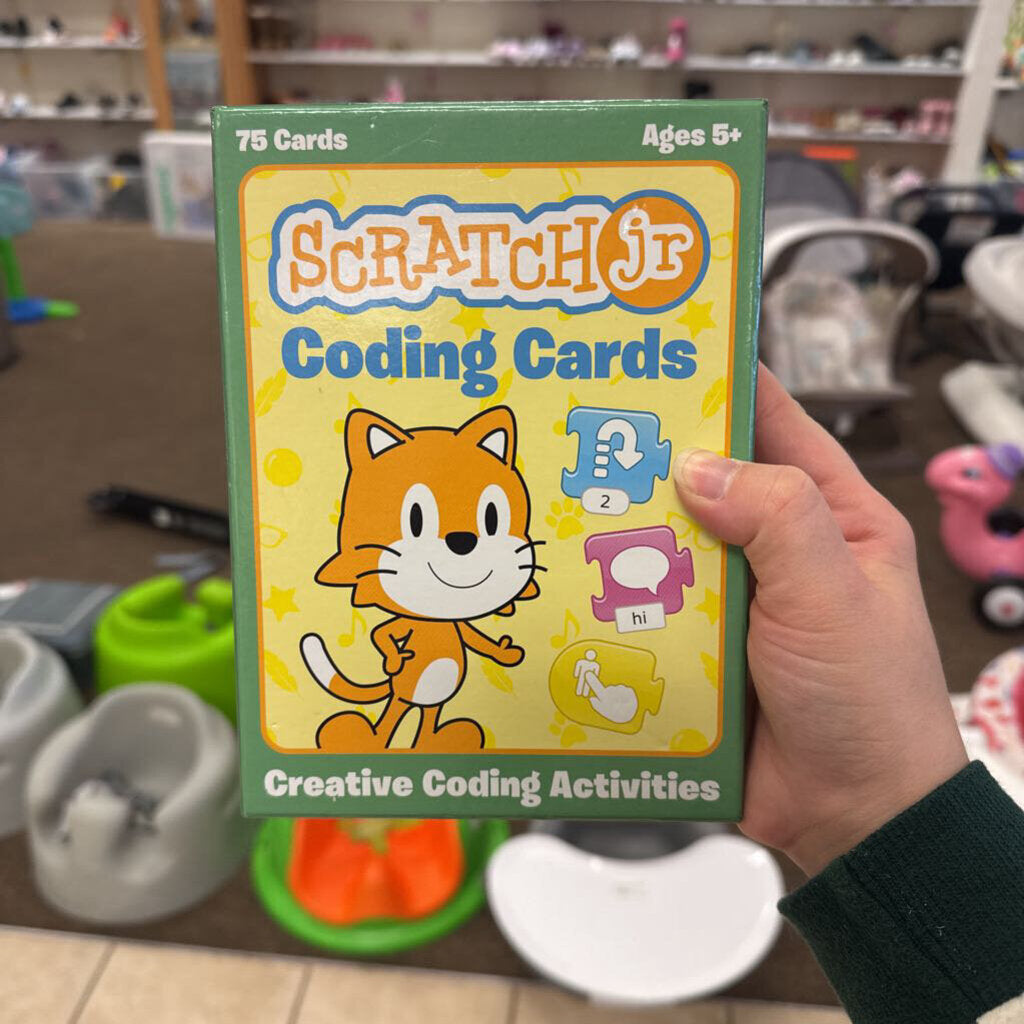 75 Cards
Ages 5+
SCRATCH jr
Coding Cards
2
hi
Creative Coding Activities